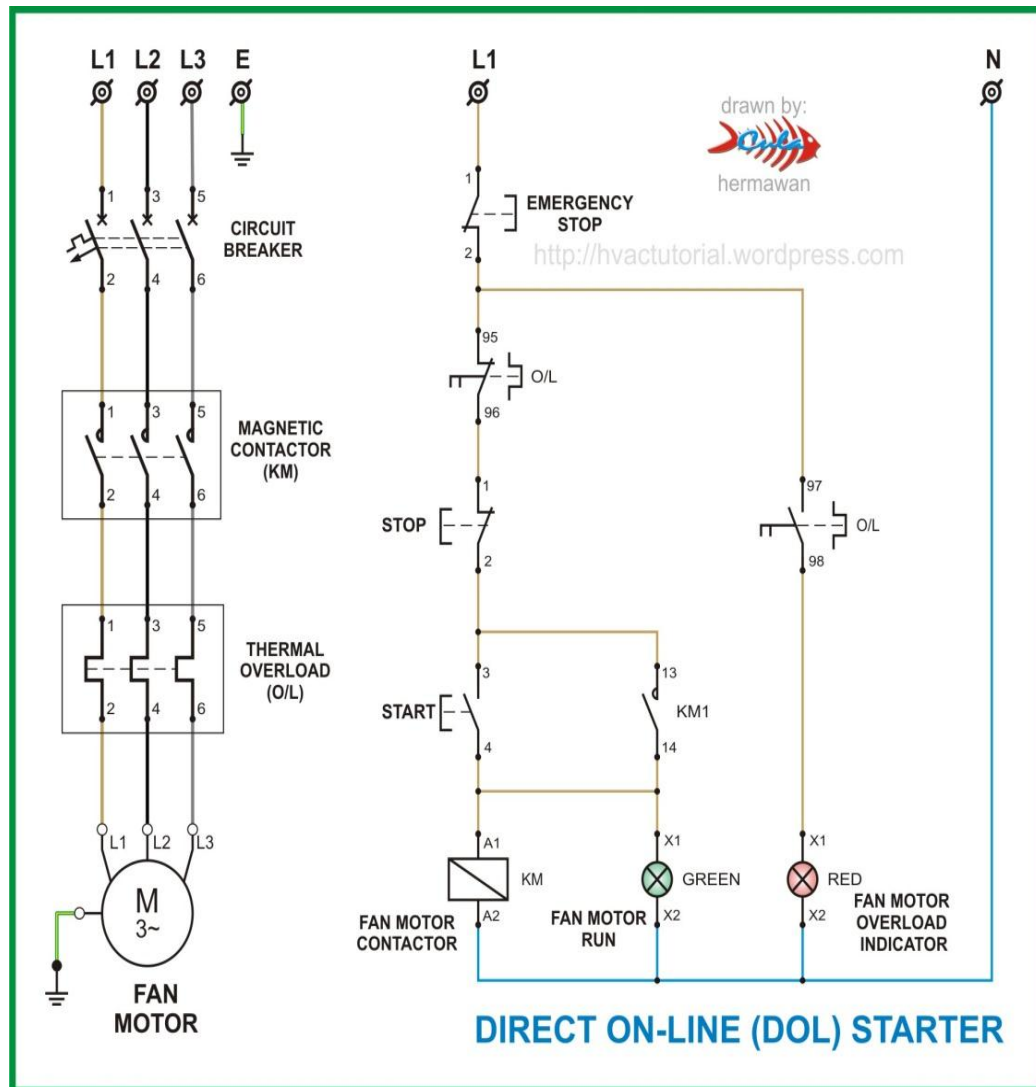 L1 L2 L3 E
1 3 5
CIRCUIT
BREAKER
2 4 6
1 3 5
MAGNETIC
CONTACTOR
(KM)
2 4 6
1 3 5
THERMAL
OVERLOAD
(O/L)
2 4 6
L1 L2 L3
M
3~
FAN
MOTOR
L1 N
drawn by:
Cula
hermawan
1
EMERGENCY
STOP
2
http://hvactutorial.wordpress.com
95
O/L
96
1
STOP
2
97
O/L
98
3
START
4
13
KM1
14
A1
KM
A2
FAN MOTOR
CONTACTOR
X1
GREEN
X2
FAN MOTOR
RUN
X1
RED
X2
FAN MOTOR
OVERLOAD
INDICATOR
DIRECT ON-LINE (DOL) STARTER